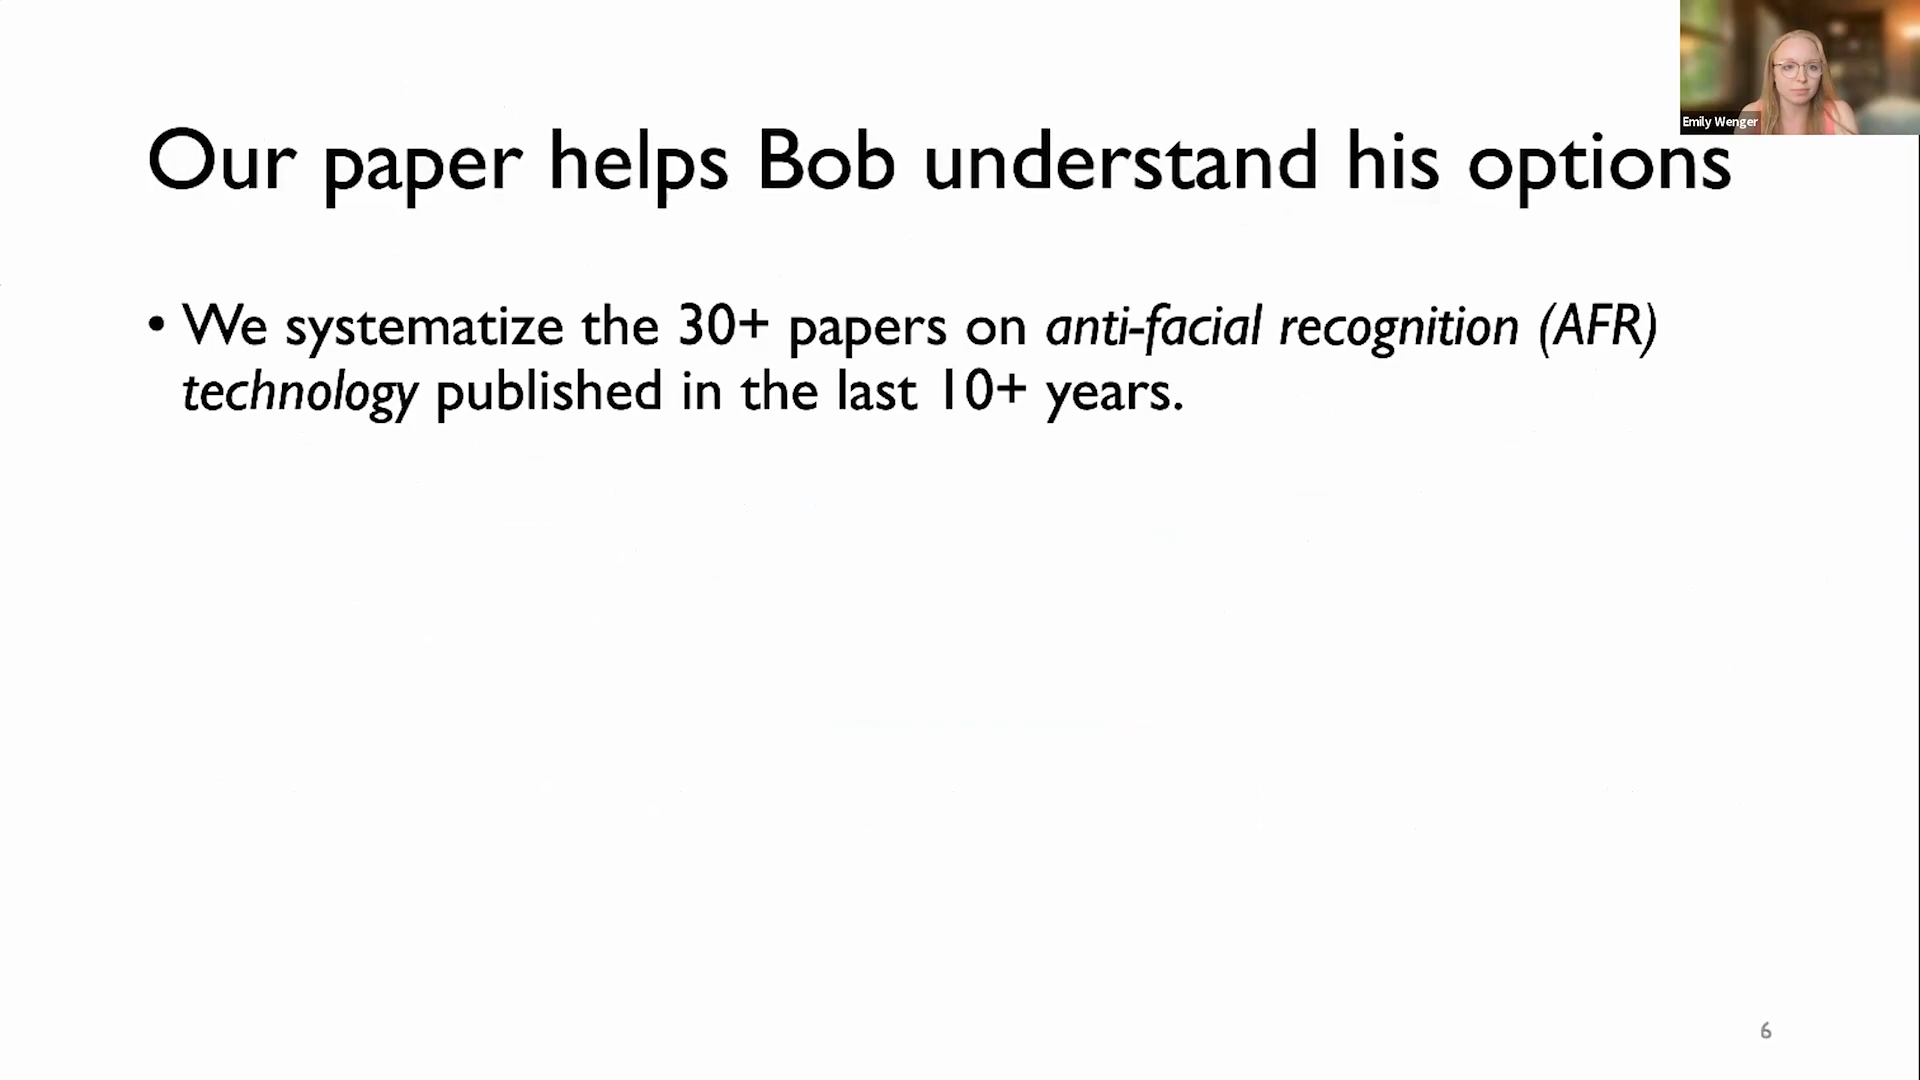 Emily Wenger
Our paper helps Bob understand his options
• We systematize the 30+ papers on anti-facial recognition (AFR)
technology published in the last 10+ years.
6